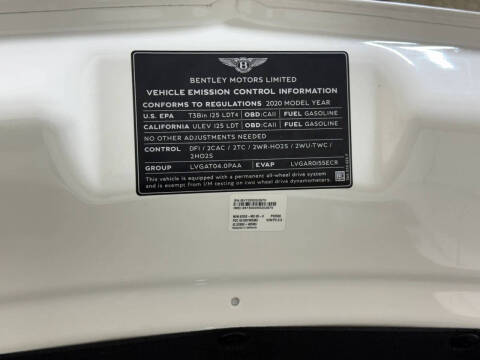 B
BENTLEY MOTORS LIMITED
VEHICLE EMISSION CONTROL INFORMATION
CONFORMS TO REGULATIONS 2020 MODEL YEAR
U.S. EPA T3Bin 125 LDT4 OBD:CAII FUEL GASOLINE
CALIFORNIA ULEV 125 LDT OBD:CAII FUEL GASOLINE
NO OTHER ADJUSTMENTS NEEDED
CONTROL DFI / 2CAC / 2TC / 2WR-HO2S / 2WU-TWC /
2HO2S
GROUP LVGAT04.0PAA EVAP LVGAR0155ECR
This vehicle is equipped with a permanent all-wheel drive system
and is exempt from I/M testing on two wheel drive dynamometers.